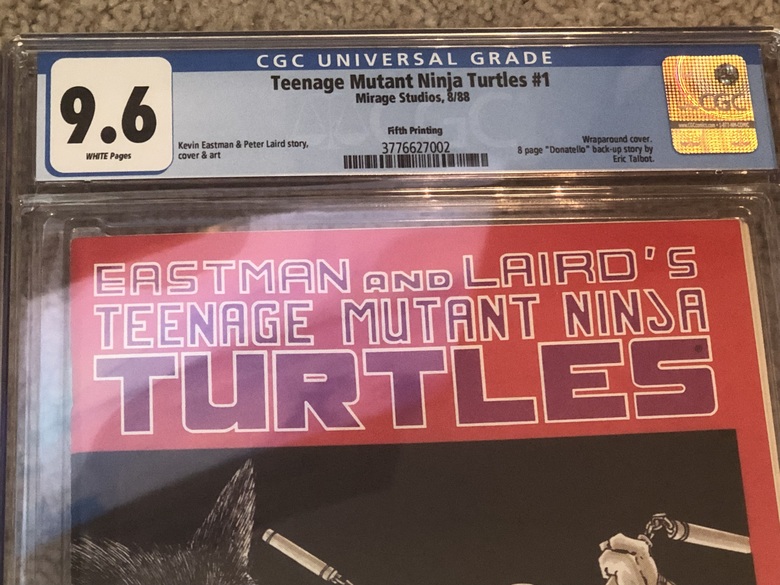 CGC UNIVERSAL GRADE
9.6
WHITE Pages
Teenage Mutant Ninja Turtles #1
Mirage Studios, 8/88
Fifth Printing
Kevin Eastman & Peter Laird story,
cover & art
3776627002
Wraparound cover.
8 page "Donatello" back-up story by
Eric Talbot.
CGC
EASTMAN AND LAIRD'S
TEENAGE MUTANT NINJA
TURTLES